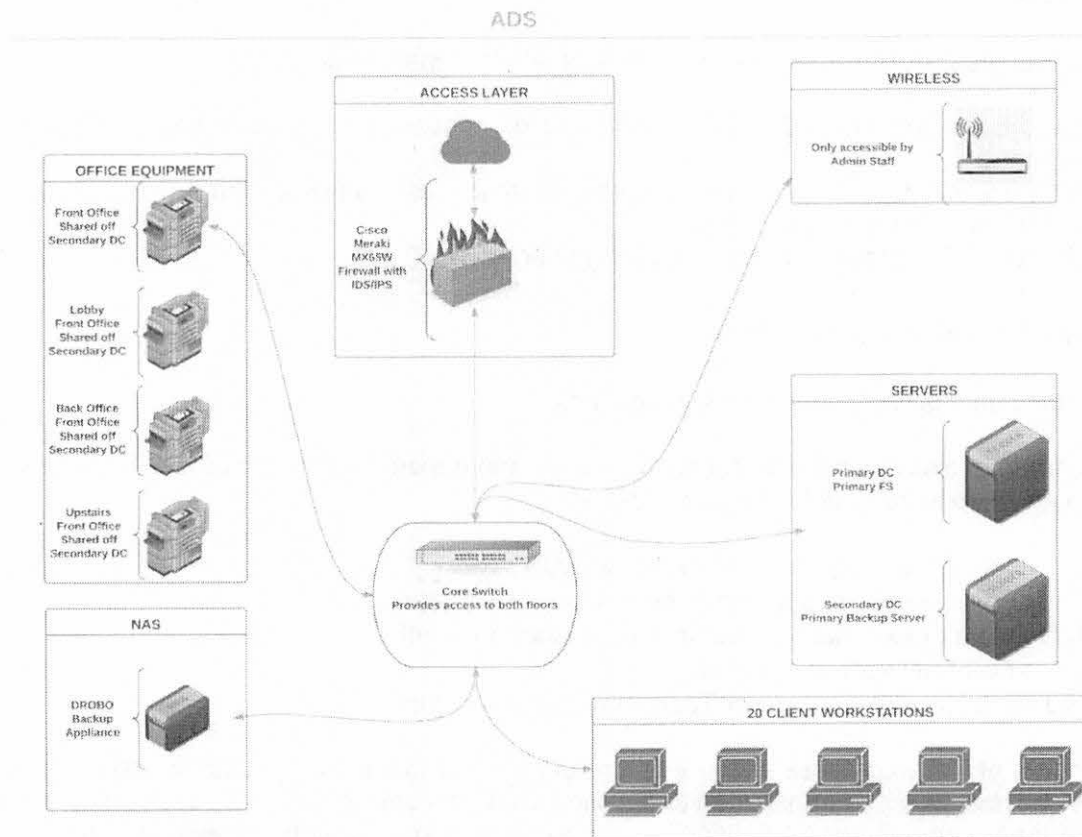 ADS
ACCESS LAYER
Cisco
Meraki
MX65W
Firewall with
IDS/IPS
WIRELESS
Only accessible by
Admin Staff
OFFICE EQUIPMENT
Front Office
Shared off
Secondary DC
Lobby
Front Office
Shared off
Secondary DC
Back Office
Front Office
Shared off
Secondary DC
Upstairs
Front Office
Shared off
Secondary DC
SERVERS
Primary DC
Primary FS
Secondary DC
Primary Backup Server
Core Switch
Provides access to both floors
NAS
DROBO
Backup
Appliance
20 CLIENT WORKSTATIONS